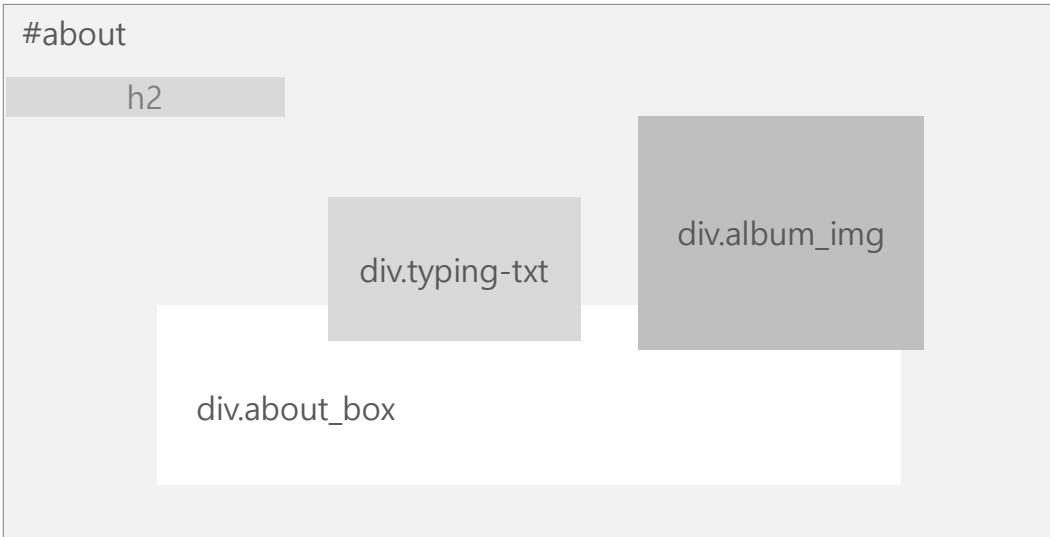 #about
h2
div.album_img
div.typing-txt
div.about_box